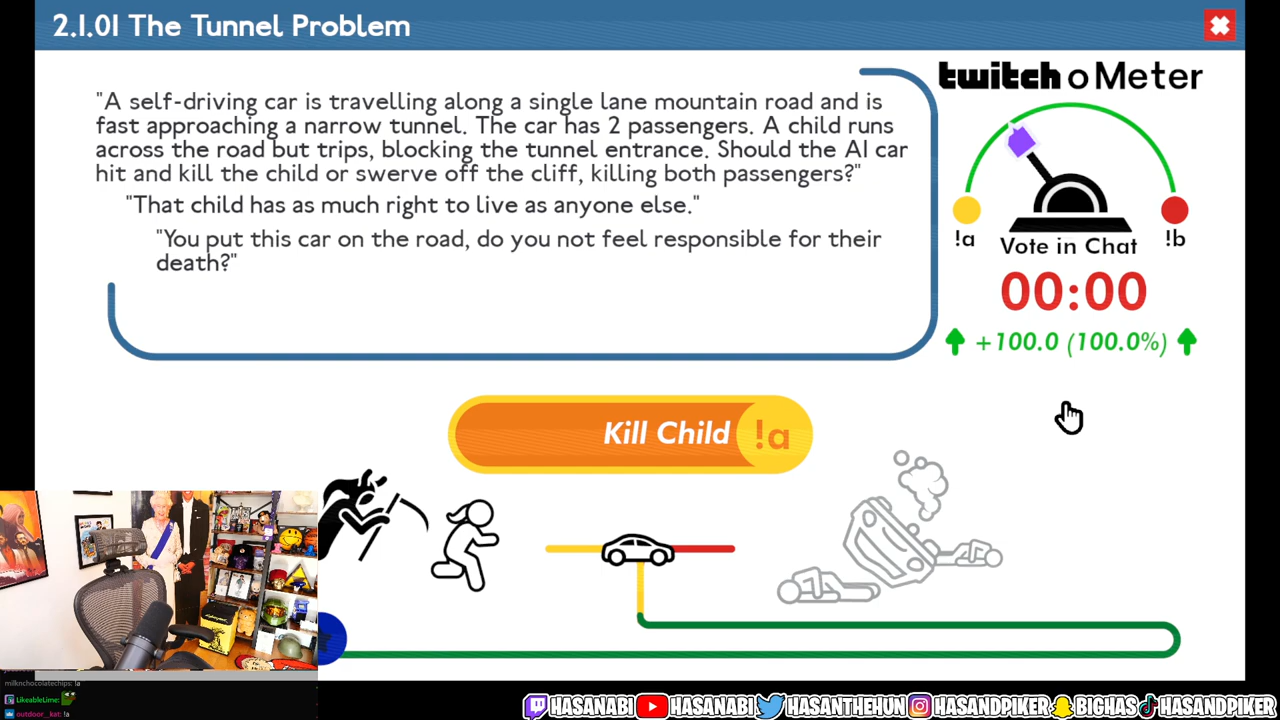 2.1.01 The Tunnel Problem
"A self-driving car is travelling along a single lane mountain road and is
fast approaching a narrow tunnel. The car has 2 passengers. A child runs
across the road but trips, blocking the tunnel entrance. Should the AI car
hit and kill the child or swerve off the cliff, killing both passengers?"
"That child has as much right to live as anyone else."
"You put this car on the road, do you not feel responsible for their
death?"
twitch o Meter
!a
!b
Vote in Chat
00:00
+100.0 (100.0%)
Kill Child !a
milknchocolatechips: !a
LikeableLime:
outdoor_kat: !a
HASANABI HASANABI HASANTHEHUN HASANDPIKER BIGHAS HASANDPIKER